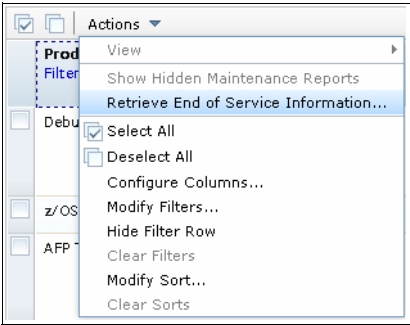 Actions
Prod
Filter
View
Show Hidden Maintenance Reports
Retrieve End of Service Information...
Debu
Select All
Deselect All
Configure Columns...
z/OS
Modify Filters...
Hide Filter Row
AFP
Clear Filters
Modify Sort...
Clear Sorts